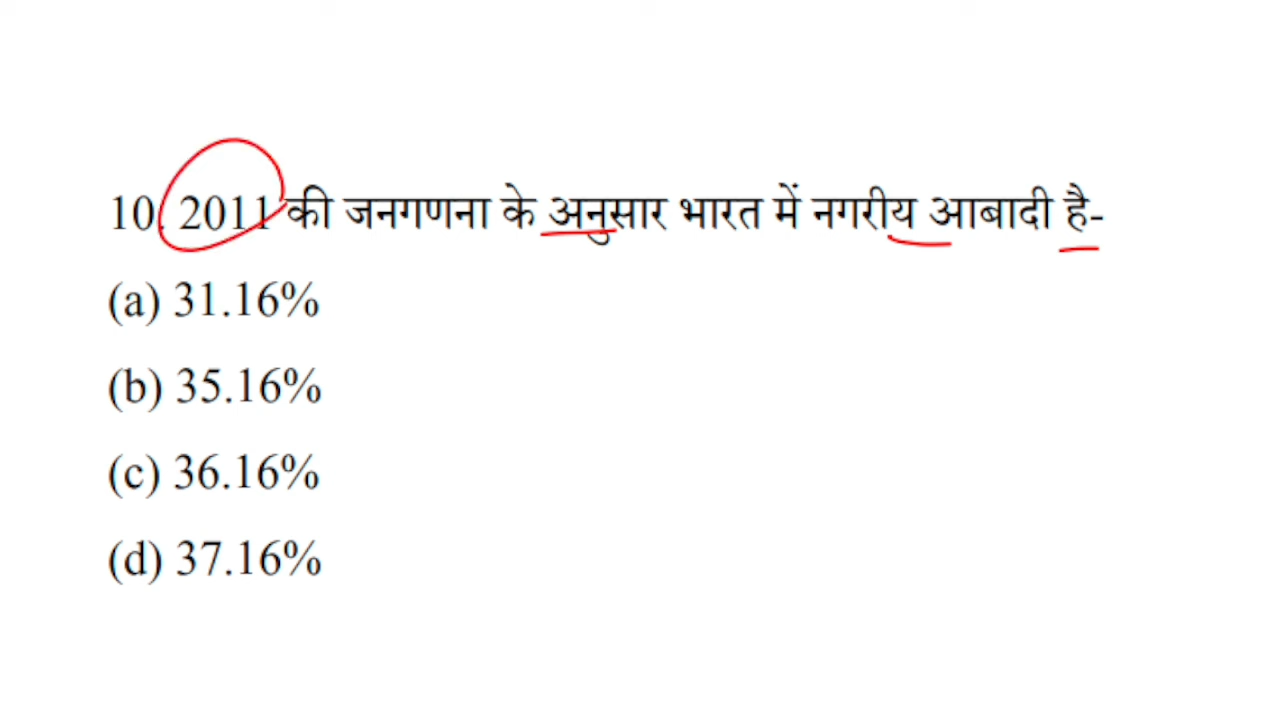 10. 2011 की जनगणना के अनुसार भारत में नगरीय आबादी है-
(a) 31.16%
(b) 35.16%
(c) 36.16%
(d) 37.16%